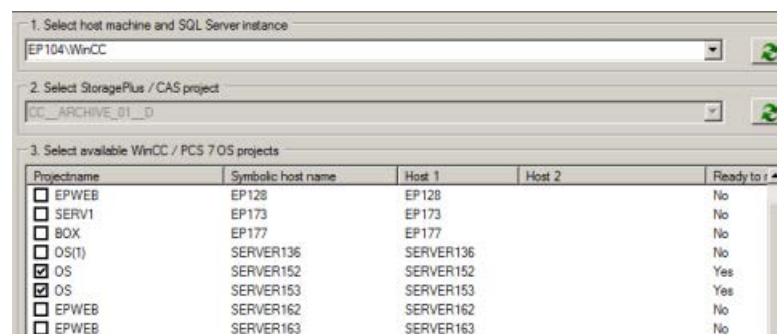 1. Select host machine and SQL Server instance
EP104\WinCC
2. Select StoragePlus / CAS project
CC__ARCHIVE_01__D
3. Select available WinCC / PCS 7 OS projects
Projectname Symbolic host name Host 1 Host 2 Ready to
EPWEB EP128 EP128 No
SERV1 EP173 EP173 No
BOX EP177 EP177 No
OS(1) SERVER136 SERVER136 No
OS SERVER152 SERVER152 Yes
OS SERVER153 SERVER153 Yes
EPWEB SERVER162 SERVER162 No
EPWEB SERVER163 SERVER163 No